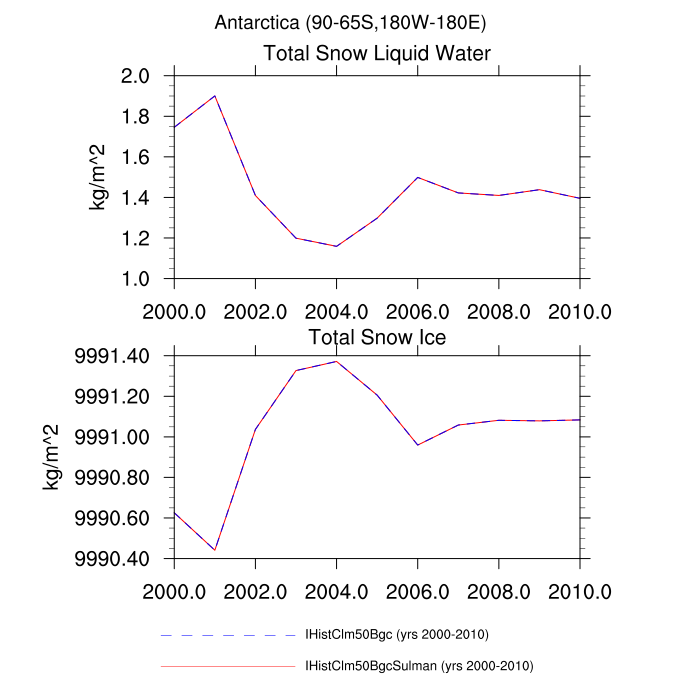 Antarctica (90-65S,180W-180E)
Total Snow Liquid Water
2.0
1.8
1.6
1.4
1.2
1.0
kg/m^2
2000.0 2002.0 2004.0 2006.0 2008.0 2010.0
Total Snow Ice
9991.40
9991.20
9991.00
9990.80
9990.60
9990.40
kg/m^2
2000.0 2002.0 2004.0 2006.0 2008.0 2010.0
IHistClm50Bgc (yrs 2000-2010)
IHistClm50BgcSulman (yrs 2000-2010)